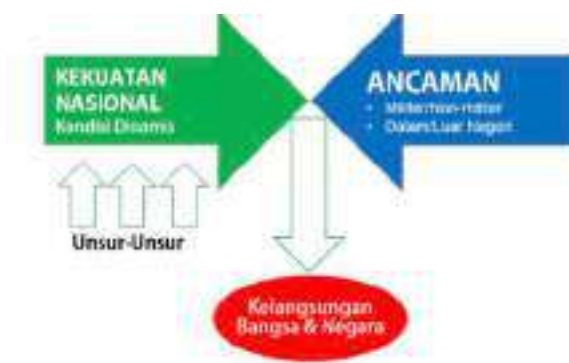 KEKUATAN
NASIONAL
Kondisi Dinamis
ANCAMAN
• Militer/non-militer
• Dalam/Luar Negeri
Unsur-Unsur
Kelangsungan
Bangsa & Negara